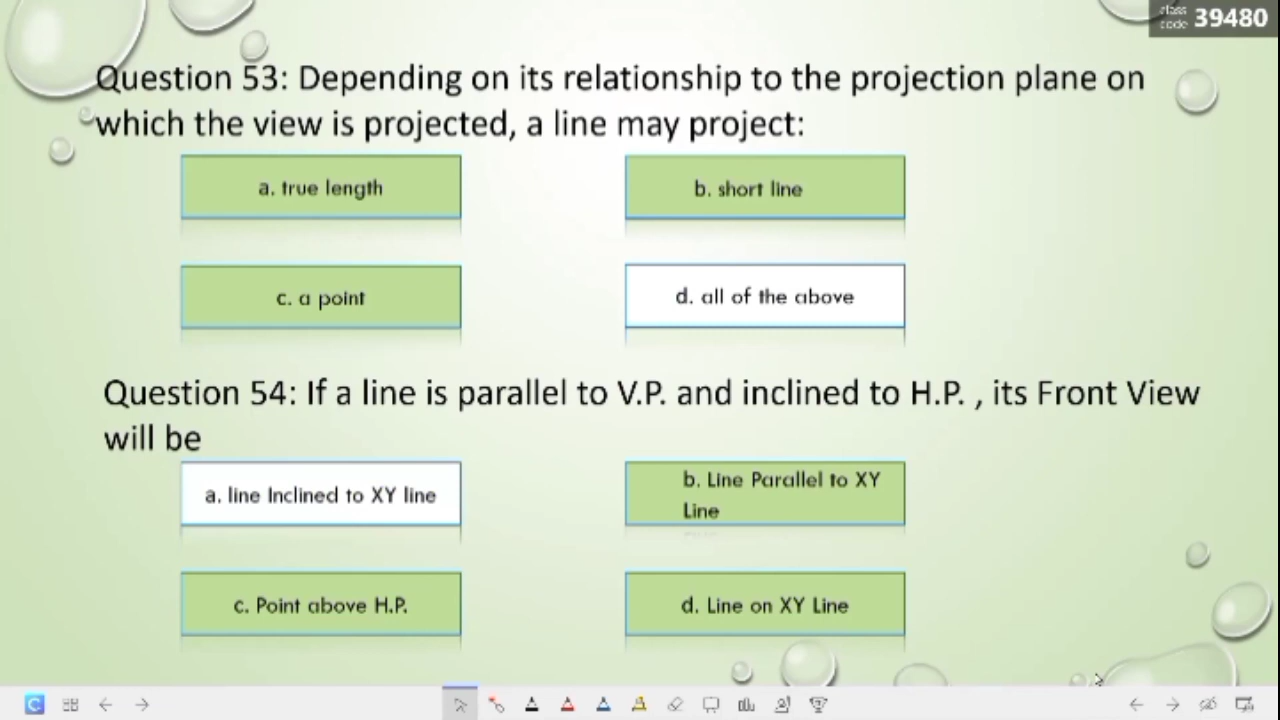 class
code 39480
Question 53: Depending on its relationship to the projection plane on
which the view is projected, a line may project:
a. true length
b. short line
c. a point
d. all of the above
Question 54: If a line is parallel to V.P. and inclined to H.P. , its Front View
will be
a. line Inclined to XY line
b. Line Parallel to XY
Line
c. Point above H.P.
d. Line on XY Line